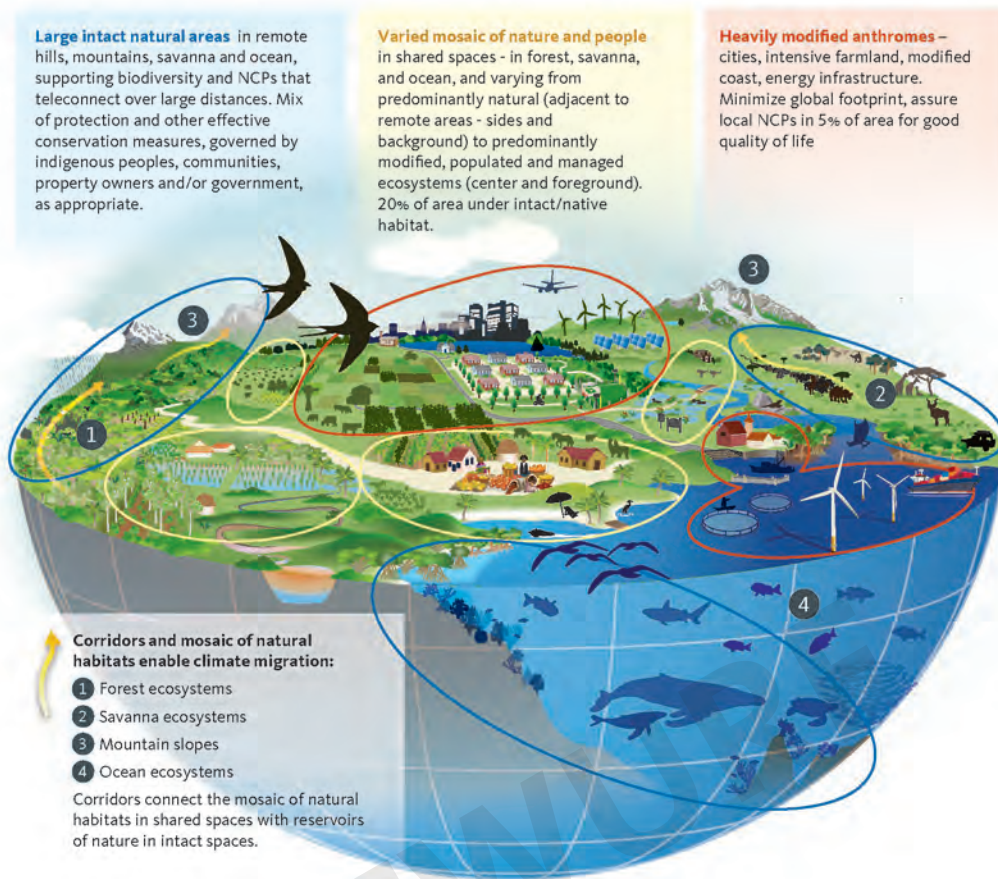 Large intact natural areas in remote
hills, mountains, savanna and ocean,
supporting biodiversity and NCPs that
teleconnect over large distances. Mix
of protection and other effective
conservation measures, governed by
indigenous peoples, communities,
property owners and/or government,
as appropriate.
Varied mosaic of nature and people
in shared spaces - in forest, savanna,
and ocean, and varying from
predominantly natural (adjacent to
remote areas - sides and
background) to predominantly
modified, populated and managed
ecosystems (center and foreground).
20% of area under intact/native
habitat.
Heavily modified anthromes –
cities, intensive farmland, modified
coast, energy infrastructure.
Minimize global footprint, assure
local NCPs in 5% of area for good
quality of life
3
3
2
1
4
Corridors and mosaic of natural
habitats enable climate migration:
1 Forest ecosystems
2 Savanna ecosystems
3 Mountain slopes
4 Ocean ecosystems
Corridors connect the mosaic of natural
habitats in shared spaces with reservoirs
of nature in intact spaces.